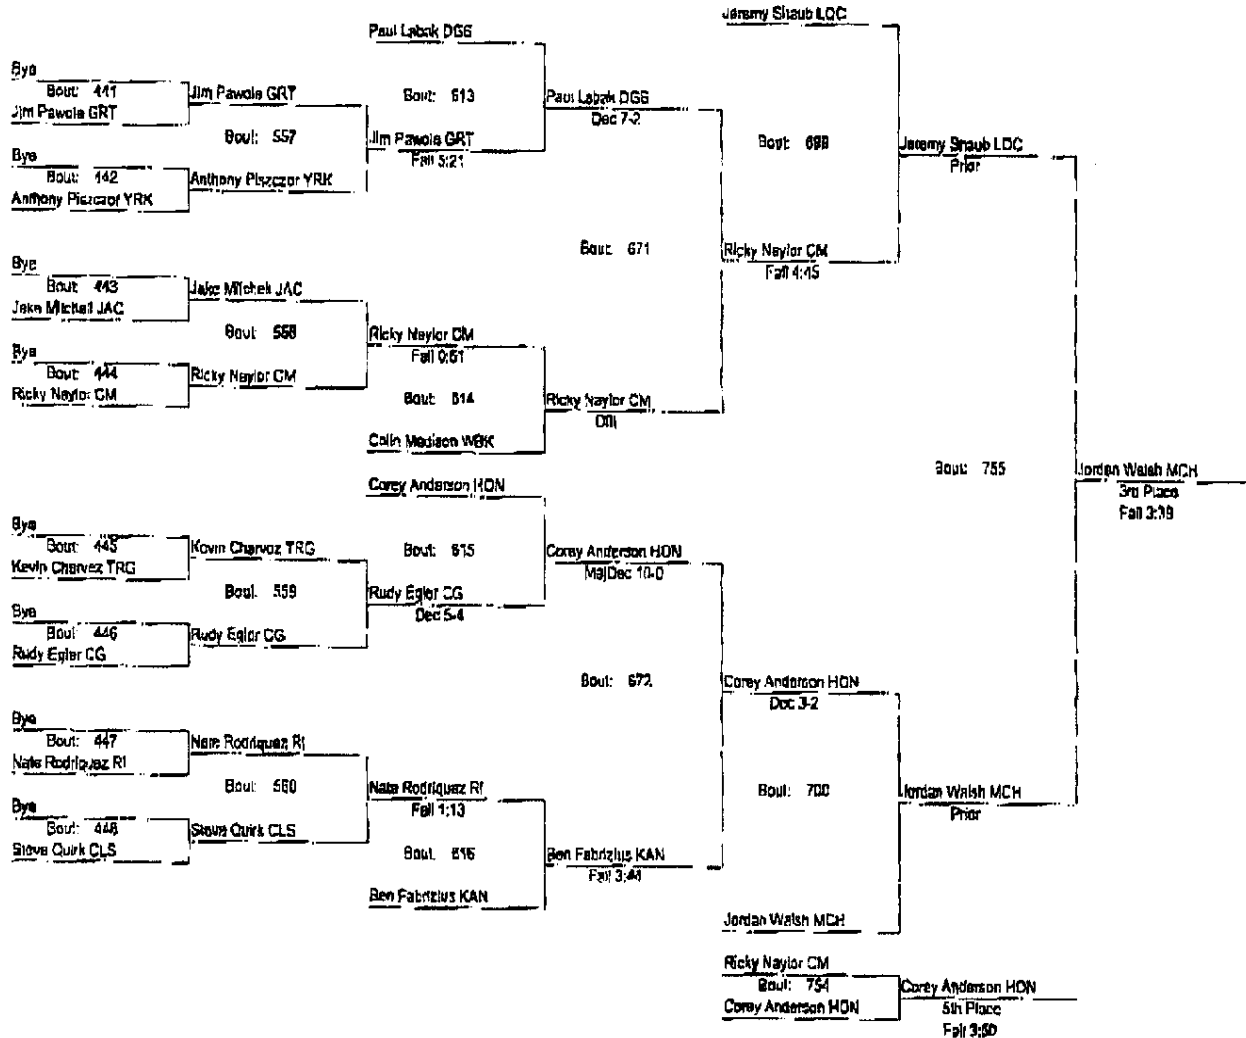 Jeremy Shaub LOC
Paul Labak DGS
Bye
Bout: 441
Jim Pawola GRT
Jim Pawola GRT
Bout: 613
Paul Labak DGS
Dec 7-2
Bout: 557
Jim Pawola GRT
Fall 5:21
Bout: 699
Jeremy Shaub LOC
Prior
Bye
Bout: 442
Anthony Piszczor YRK
Anthony Piszczor YRK
Bout: 671
Ricky Naylor CM
Fall 4:45
Bye
Bout: 443
Jake Mitchell JAC
Jake Mitchell JAC
Bout: 558
Ricky Naylor CM
Fall 0:51
Bye
Bout: 444
Ricky Naylor CM
Ricky Naylor CM
Bout: 614
Ricky Naylor CM
Colin Madison WBK
Bout: 755
Jordan Walsh MCH
3rd Place
Fall 3:39
Corey Anderson HON
Bye
Bout: 445
Kevin Charvez TRG
Kevin Charvez TRG
Bout: 615
Corey Anderson HON
MajDec 10-0
Bout: 559
Rudy Egler CG
Dec 5-4
Bye
Bout: 446
Rudy Egler CG
Rudy Egler CG
Bout: 672
Corey Anderson HON
Dec 3-2
Bye
Bout: 447
Nate Rodriquez RI
Nate Rodriquez RI
Bout: 560
Nate Rodriquez RI
Fall 1:13
Bout: 700
Jordan Walsh MCH
Prior
Bye
Bout: 448
Steve Quirk CLS
Steve Quirk CLS
Bout: 616
Ben Fabrizius KAN
Fall 3:44
Ben Fabrizius KAN
Jordan Walsh MCH
Ricky Naylor CM
Bout: 754
Corey Anderson HON
Corey Anderson HON
5th Place
Fall 3:50